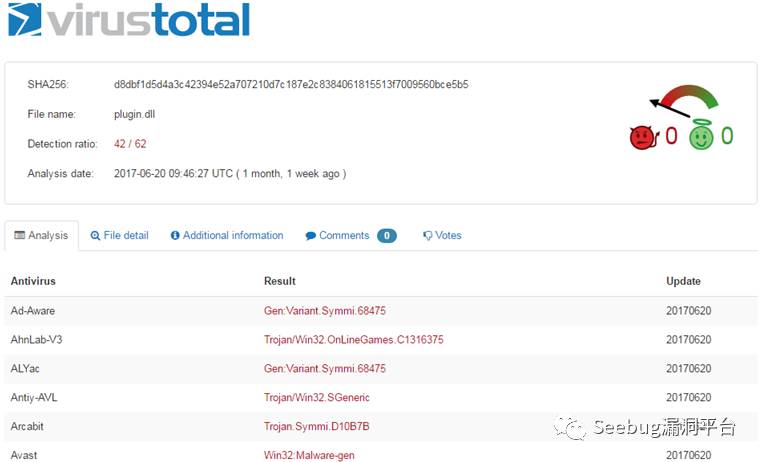 virustotal
SHA256: d8dbf1d5d4a3c42394e52a707210d7c187e2c8384061815513f7009560bce5b5
File name: plugin.dll
Detection ratio: 42 / 62
0 0
Analysis date: 2017-06-20 09:46:27 UTC ( 1 month, 1 week ago )
Analysis File detail Additional information Comments 0 Votes
Antivirus Result Update
Ad-Aware Gen:Variant.Symmi.68475 20170620
AhnLab-V3 Trojan/Win32.OnLineGames.C1316375 20170620
ALYac Gen:Variant.Symmi.68475 20170620
Antiy-AVL Trojan/Win32.SGeneric 20170620
Arcabit Trojan.Symmi.D10B7B
Seebug漏洞平台
Avast Win32:Malware-gen 20170620